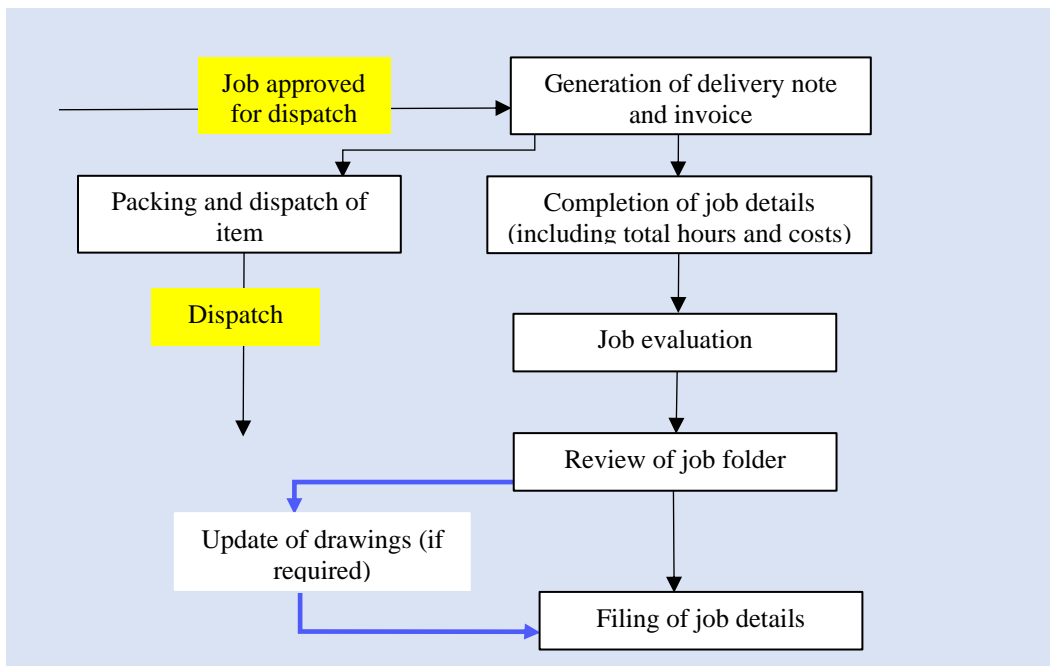 Job approved
for dispatch
Generation of delivery note
and invoice
Packing and dispatch of
item
Completion of job details
(including total hours and costs)
Dispatch
Job evaluation
Review of job folder
Update of drawings (if
required)
Filing of job details